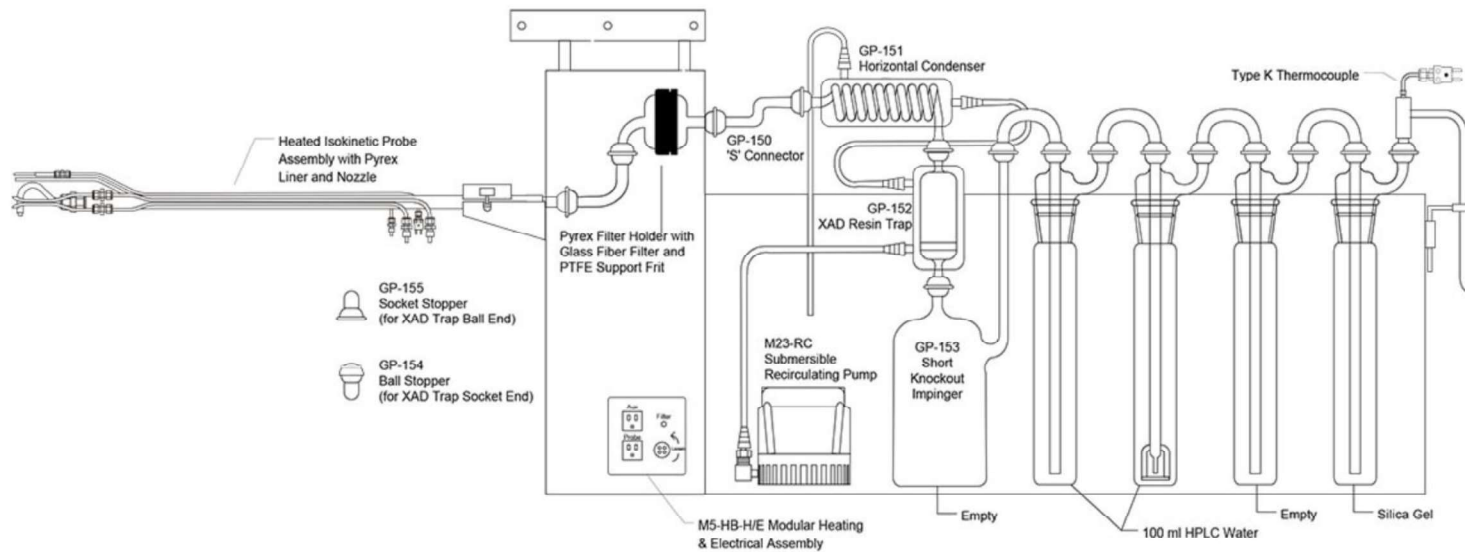 GP-151
Horizontal Condenser
Type K Thermocouple
Heated Isokinetic Probe
Assembly with Pyrex
Liner and Nozzle
GP-150
'S' Connector
GP-152
XAD Resin Trap
Pyrex Filter Holder with
Glass Fiber Filter and
PTFE Support Frit
GP-155
Socket Stopper
(for XAD Trap Ball End)
GP-154
Ball Stopper
(for XAD Trap Socket End)
M23-RC
Submersible
Recirculating Pump
GP-153
Short
Knockout
Impinger
Filter
Probe
Empty
Empty
Silica Gel
100 ml HPLC Water
M5-HB-H/E Modular Heating
& Electrical Assembly